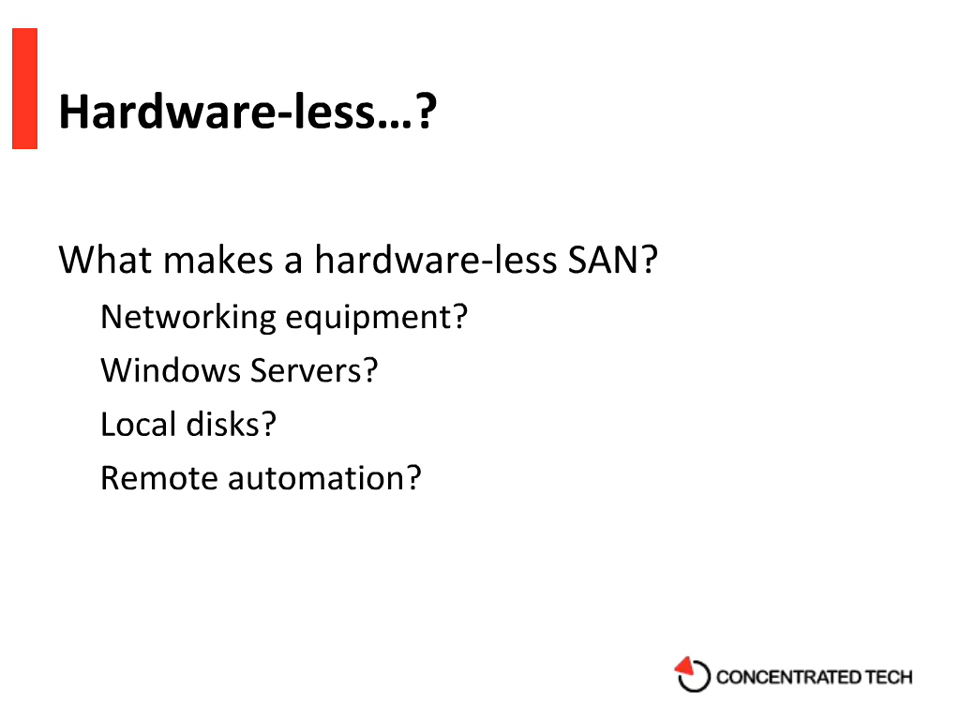 Hardware-less…?
What makes a hardware-less SAN?
Networking equipment?
Windows Servers?
Local disks?
Remote automation?
CONCENTRATED TECH